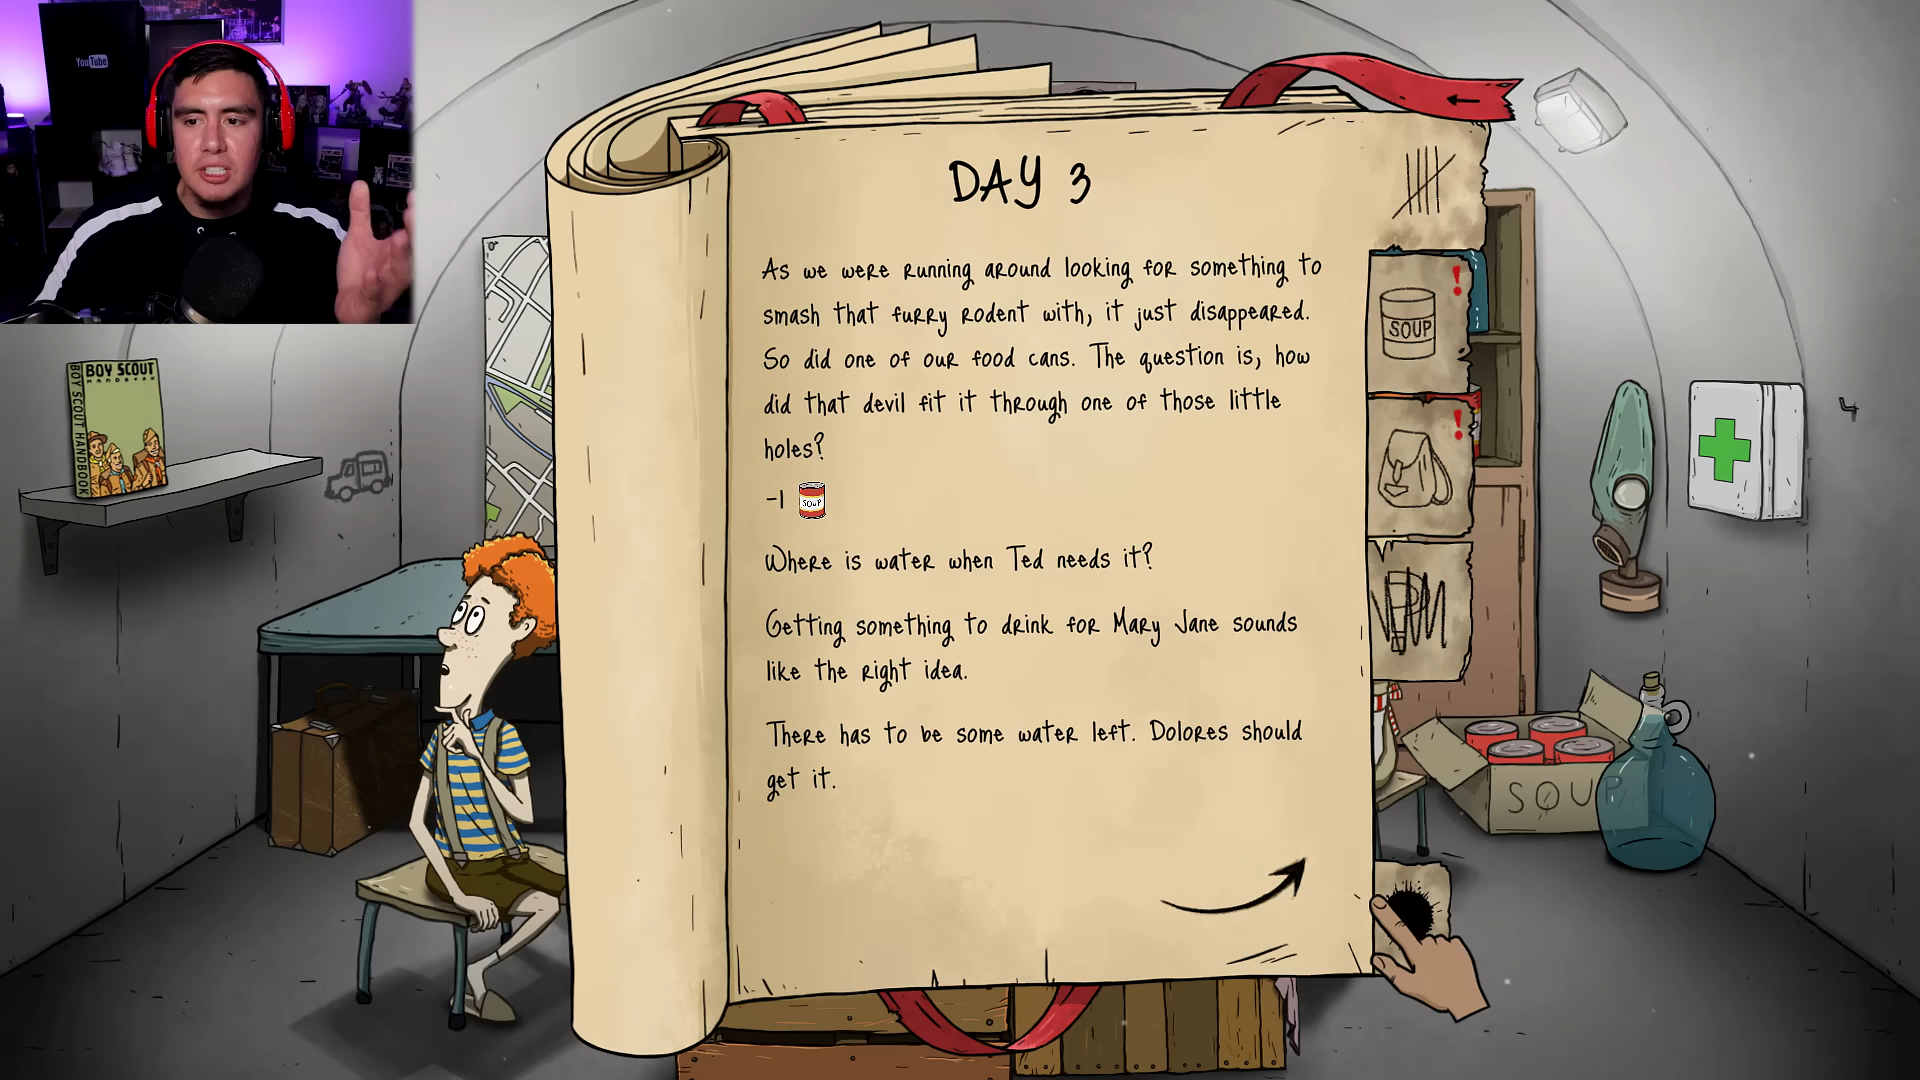 YouTube
BOY SCOUT
HANDBOOK
BOY SCOUT HANDBOOK
DAY 3
As we were running around looking for something to
smash that furry rodent with, it just disappeared.
So did one of our food cans. The question is, how
did that devil fit it through one of those little
holes?
-1 SOUP
Where is water when Ted needs it?
Getting something to drink for Mary Jane sounds
like the right idea.
There has to be some water left. Dolores should
get it.
!
SOUP
!
SOUP
4